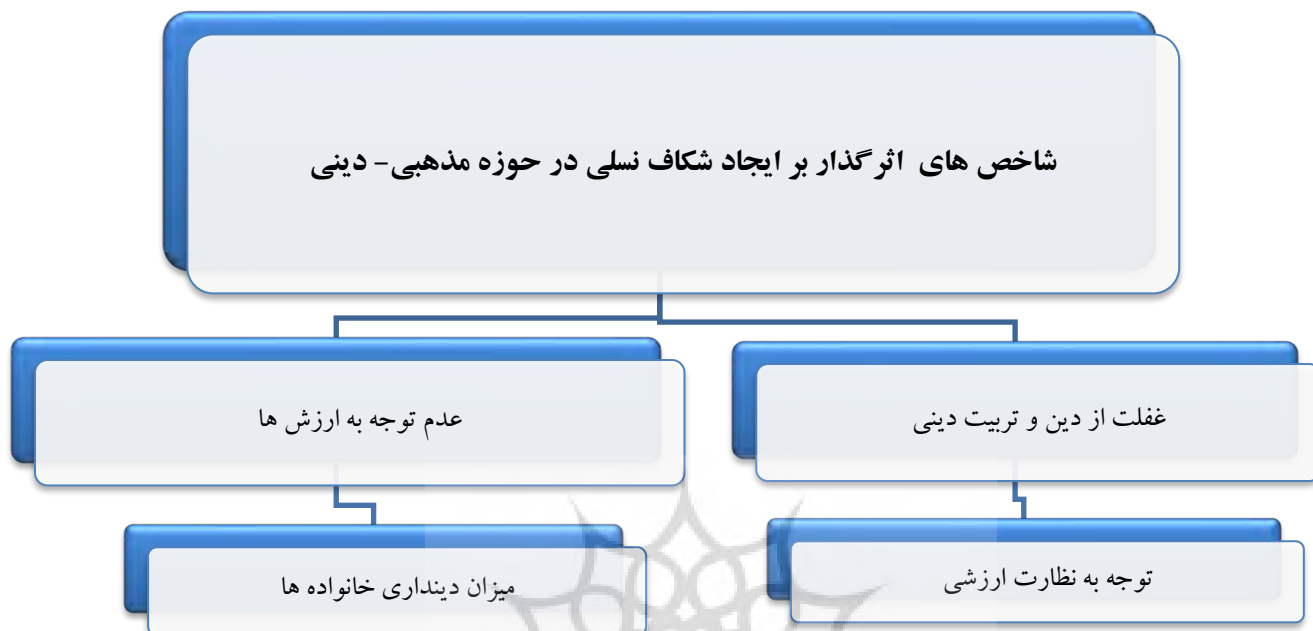 شاخص های اثرگذار بر ایجاد شکاف نسلی در حوزه مذهبی- دینی
غفلت از دین و تربیت دینی
عدم توجه به ارزش ها
توجه به نظارت ارزشی
میزان دینداری خانواده ها